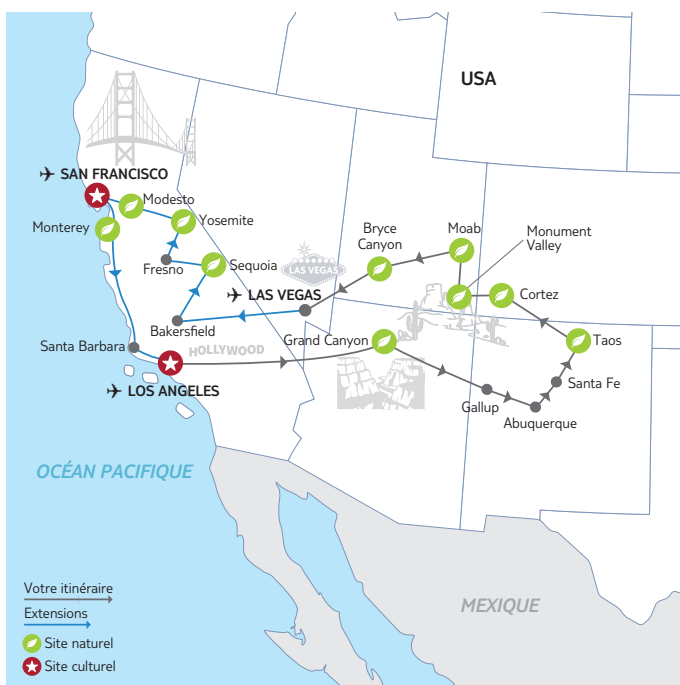 USA
SAN FRANCISCO
Modesto
Monterey
Yosemite
Bryce
Canyon
Moab
Monument
Valley
Fresno
Sequoia
LAS VEGAS
LAS VEGAS
Cortez
Bakersfield
Grand Canyon
Taos
Santa Barbara
HOLLYWOOD
Santa Fe
LOS ANGELES
Gallup
Abuquerque
OCÉAN PACIFIQUE
Votre itinéraire
Extensions
MEXIQUE
Site naturel
Site culturel